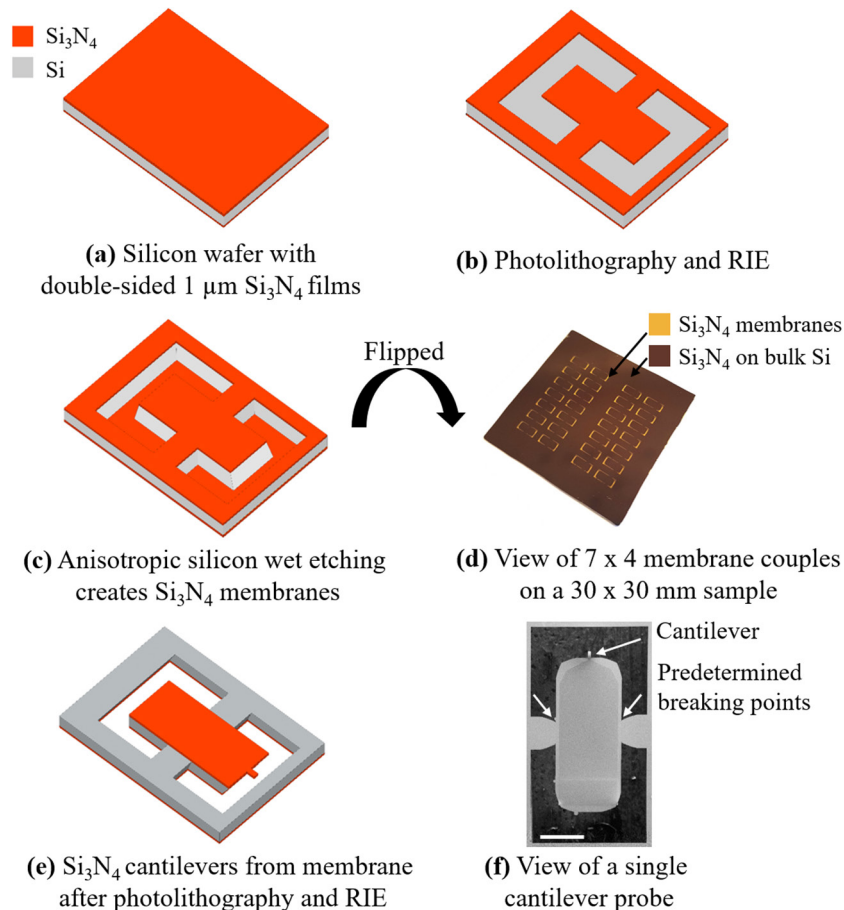 Si₃N₄
Si
(a) Silicon wafer with
double-sided 1 µm Si₃N₄ films
(b) Photolithography and RIE
Flipped
Si₃N₄ membranes
Si₃N₄ on bulk Si
(c) Anisotropic silicon wet etching
creates Si₃N₄ membranes
(d) View of 7 x 4 membrane couples
on a 30 x 30 mm sample
Cantilever
Predetermined
breaking points
(e) Si₃N₄ cantilevers from membrane
after photolithography and RIE
(f) View of a single
cantilever probe